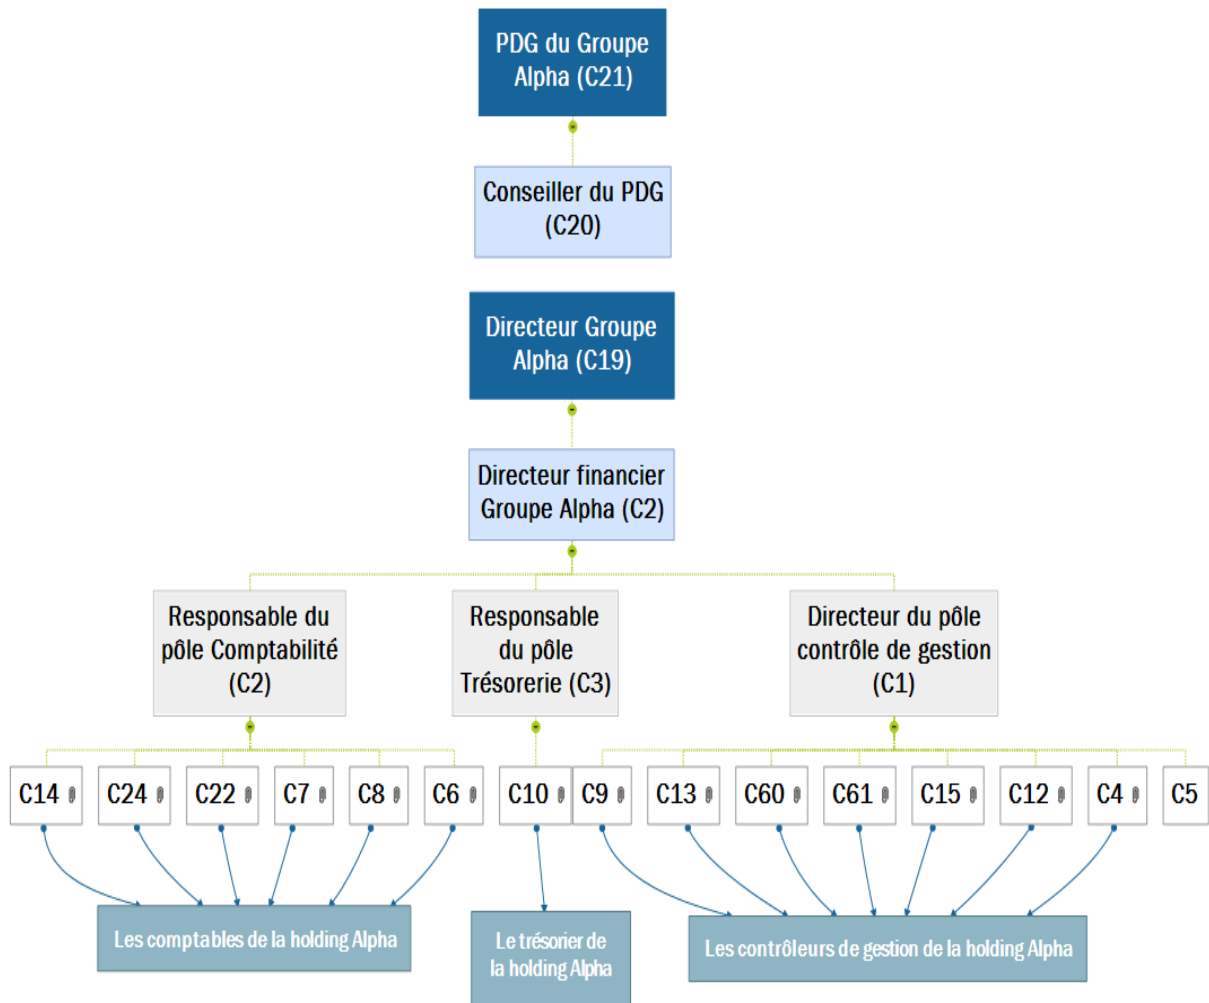 PDG du Groupe
Alpha (C21)
Conseiller du PDG
(C20)
Directeur Groupe
Alpha (C19)
Directeur financier
Groupe Alpha (C2)
Responsable du
pôle Comptabilité
(C2)
Responsable
du pôle
Trésorerie (C3)
Directeur du pôle
contrôle de gestion
(C1)
C14
C24
C22
C7
C8
C6
C10
C9
C13
C60
C61
C15
C12
C4
C5
Les comptables de la holding Alpha
Le trésorier de
la holding Alpha
Les contrôleurs de gestion de la holding Alpha